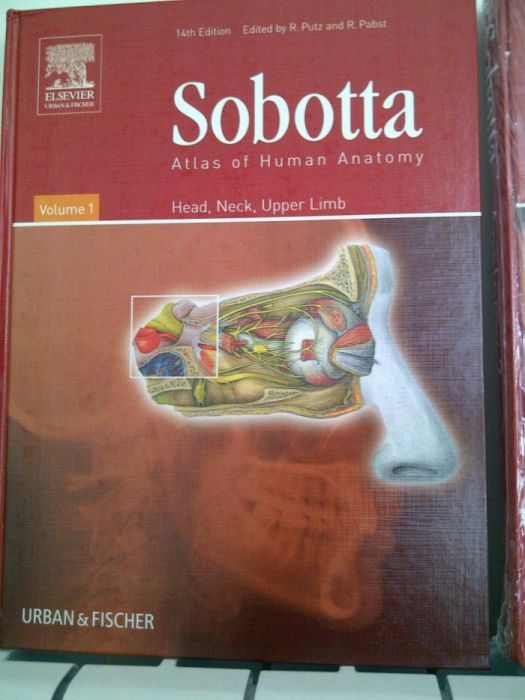 14th Edition Edited by R. Putz and R. Pabst
ELSEVIER
URBAN & FISCHER
Sobotta
Atlas of Human Anatomy
Volume 1
Head, Neck, Upper Limb
URBAN & FISCHER